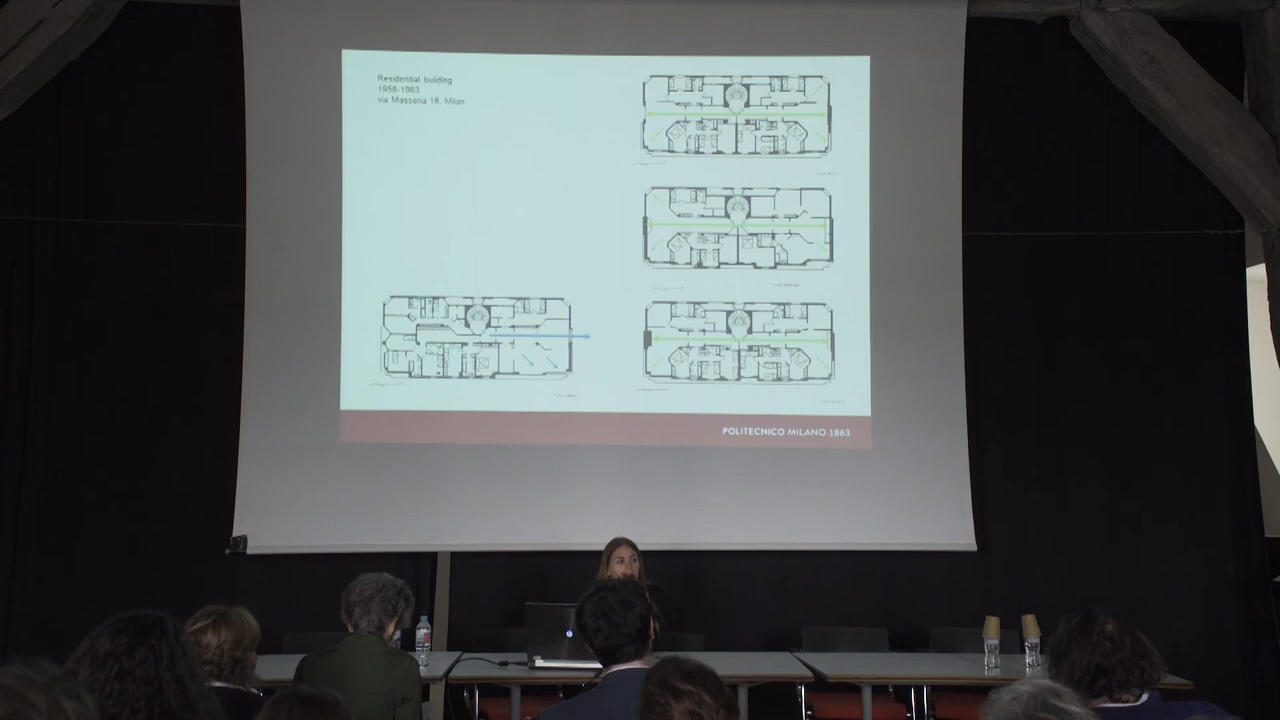 Residential building
1958-1963
via Massena 18, Milan
POLITECNICO MILANO 1863